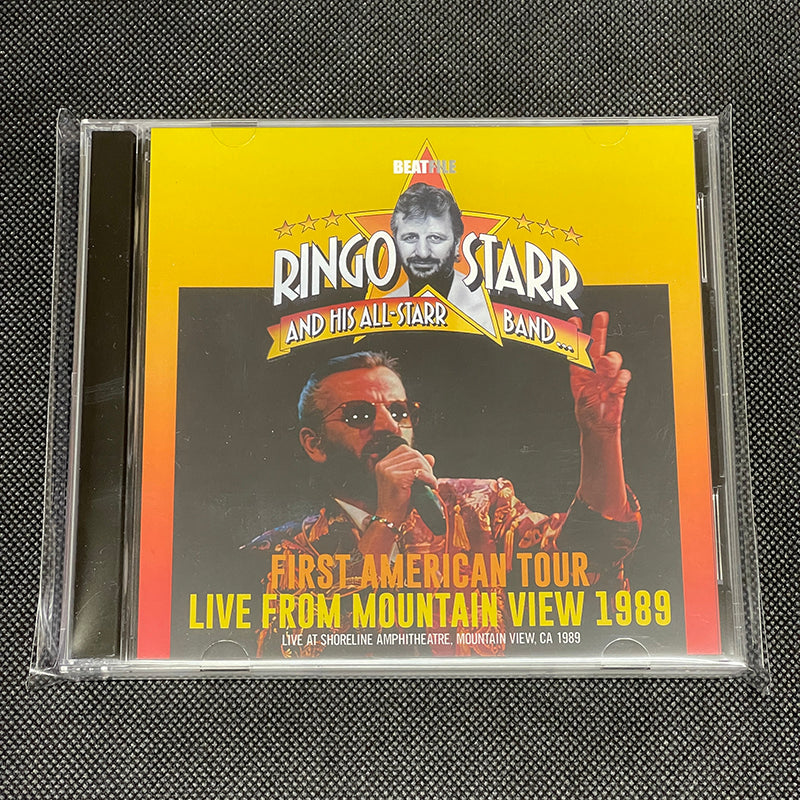 BEATFILE
RINGO STARR
AND HIS ALL-STARR BAND...
FIRST AMERICAN TOUR
LIVE FROM MOUNTAIN VIEW 1989
LIVE AT SHORELINE AMPHITHEATRE, MOUNTAIN VIEW, CA 1989